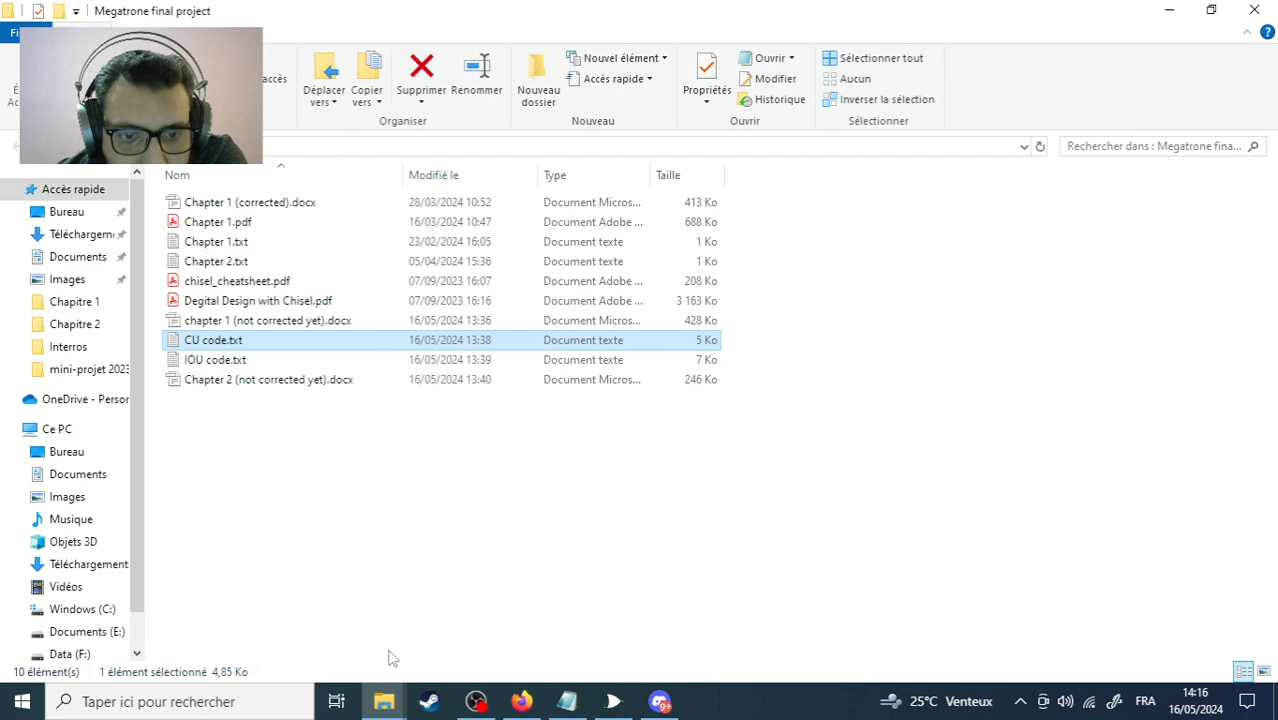 Megatrone final project
Fi
accès
Ac
Déplacer vers
Copier vers
Supprimer
Renommer
Organiser
Nouveau dossier
Nouvel élément
Accès rapide
Nouveau
Propriétés
Ouvrir
Modifier
Historique
Ouvrir
Sélectionner tout
Aucun
Inverser la sélection
Sélectionner
Rechercher dans : Megatrone fina...
Nom Modifié le Type Taille
Chapter 1 (corrected).docx 28/03/2024 10:52 Document Micros... 413 Ko
Chapter 1.pdf 16/03/2024 10:47 Document Adobe ... 688 Ko
Chapter 1.txt 23/02/2024 16:05 Document texte 1 Ko
Chapter 2.txt 05/04/2024 15:36 Document texte 1 Ko
chisel_cheatsheet.pdf 07/09/2023 16:07 Document Adobe ... 208 Ko
Degital Design with Chisel.pdf 07/09/2023 16:16 Document Adobe ... 3 163 Ko
chapter 1 (not corrected yet).docx 16/05/2024 13:36 Document Micros... 428 Ko
CU code.txt 16/05/2024 13:38 Document texte 5 Ko
IOU code.txt 16/05/2024 13:39 Document texte 7 Ko
Chapter 2 (not corrected yet).docx 16/05/2024 13:40 Document Micros... 246 Ko
Accès rapide
Bureau
Téléchargem
Documents
Images
Chapitre 1
Chapitre 2
Interros
mini-projet 2023
OneDrive - Person
Ce PC
Bureau
Documents
Images
Musique
Objets 3D
Téléchargement
Vidéos
Windows (C:)
Documents (E:)
Data (F:)
10 élément(s) 1 élément sélectionné 4,85 Ko
Taper ici pour rechercher
9+
25°C Venteux
FRA
14:16
16/05/2024